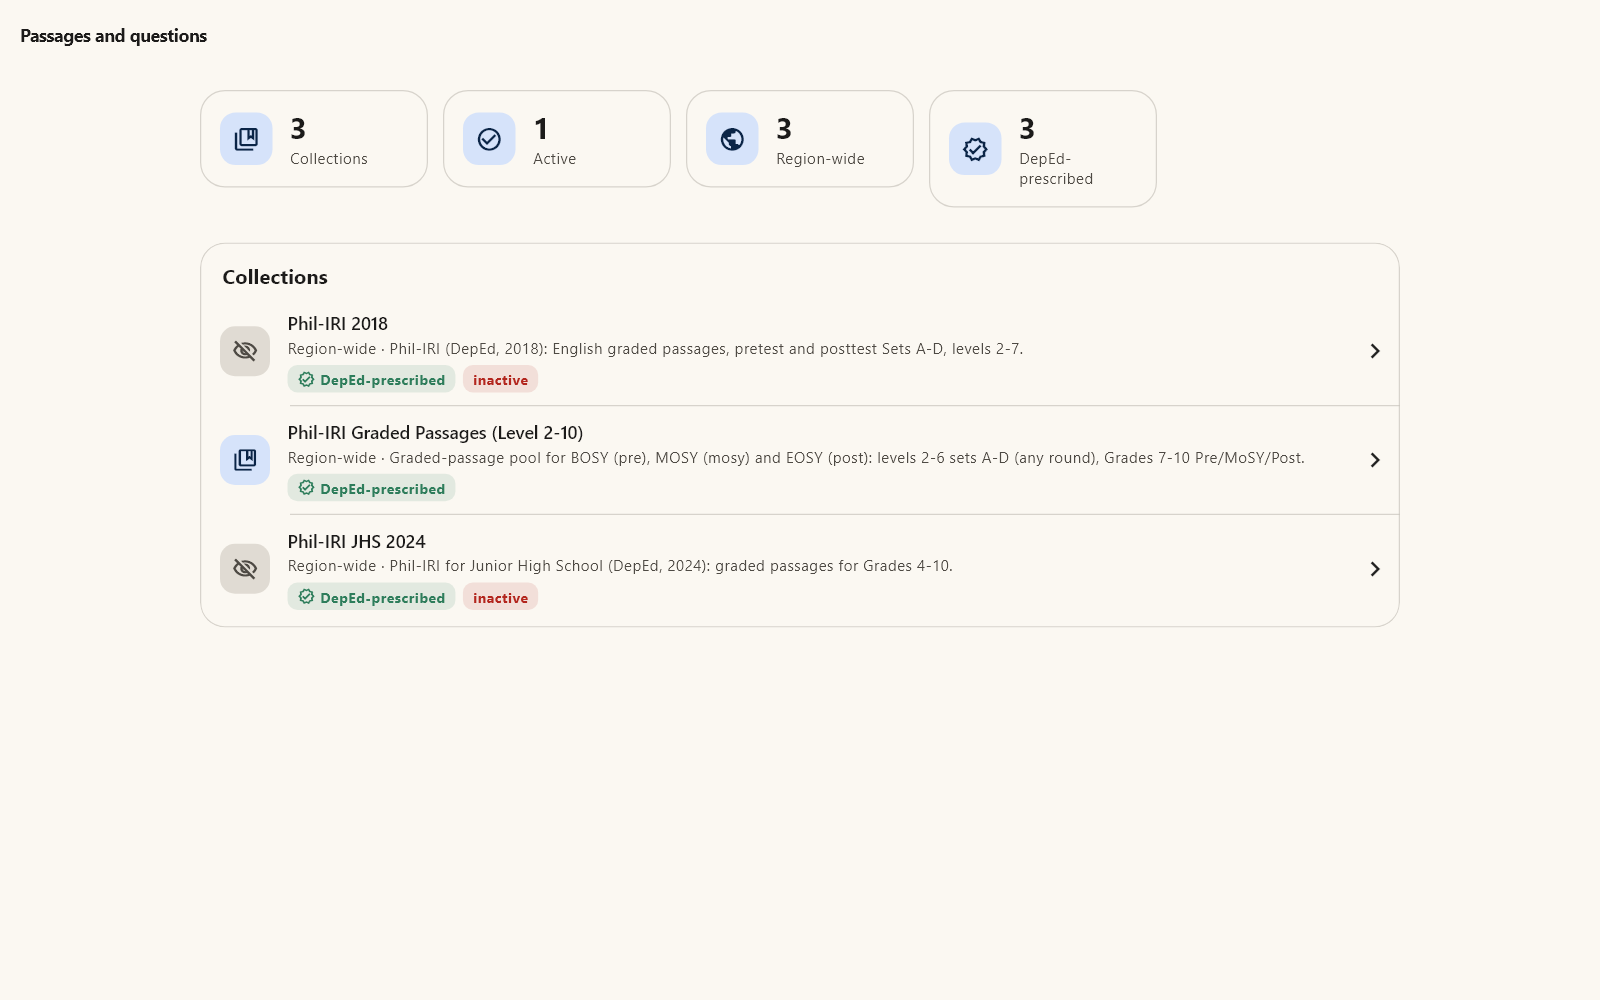 Passages and questions
3
Collections
1
Active
3
Region-wide
3
DepEd-
prescribed
Collections
Phil-IRI 2018
Region-wide · Phil-IRI (DepEd, 2018): English graded passages, pretest and posttest Sets A-D, levels 2-7.
DepEd-prescribed
inactive
Phil-IRI Graded Passages (Level 2-10)
Region-wide · Graded-passage pool for BOSY (pre), MOSY (mosy) and EOSY (post): levels 2-6 sets A-D (any round), Grades 7-10 Pre/MoSY/Post.
DepEd-prescribed
Phil-IRI JHS 2024
Region-wide · Phil-IRI for Junior High School (DepEd, 2024): graded passages for Grades 4-10.
DepEd-prescribed
inactive